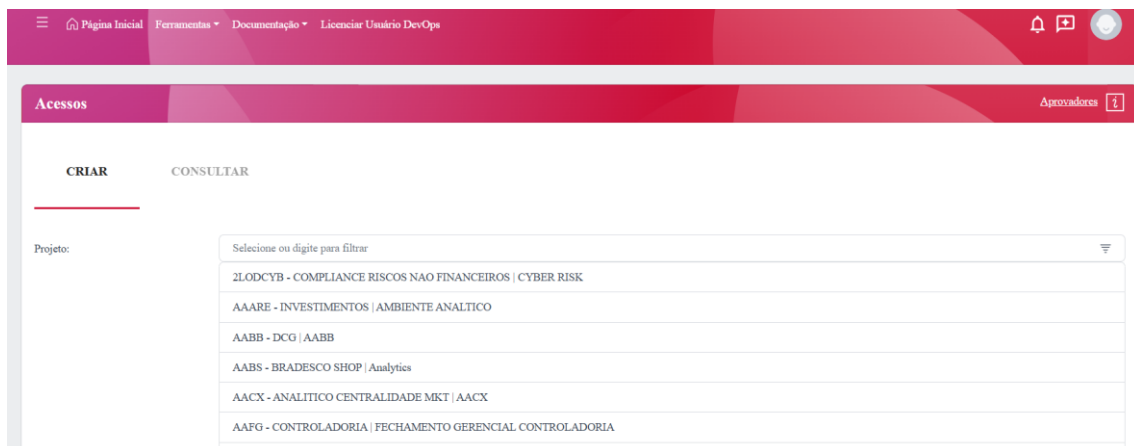 Página Inicial Ferramentas Documentação Licenciar Usuário DevOps
Acessos Aprovadores i
CRIAR CONSULTAR
Projeto: Selecione ou digite para filtrar
2LODCYB - COMPLIANCE RISCOS NAO FINANCEIROS | CYBER RISK
AAARE - INVESTIMENTOS | AMBIENTE ANALTICO
AABB - DCG | AABB
AABS - BRADESCO SHOP | Analytics
AACX - ANALITICO CENTRALIDADE MKT | AACX
AAFG - CONTROLADORIA | FECHAMENTO GERENCIAL CONTROLADORIA